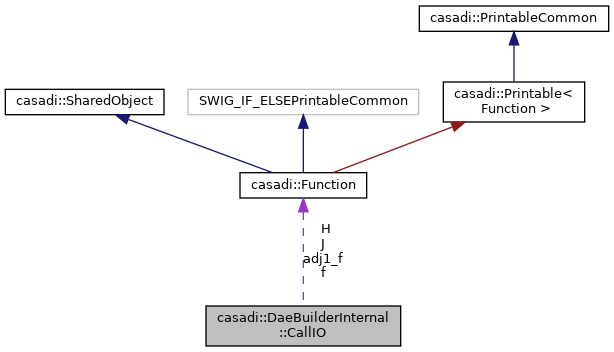 casadi::PrintableCommon
casadi::SharedObject
SWIG_IF_ELSEPrintableCommon
casadi::Printable<
Function >
casadi::Function
H
J
adj1_f
f
casadi::DaeBuilderInternal
::CallIO